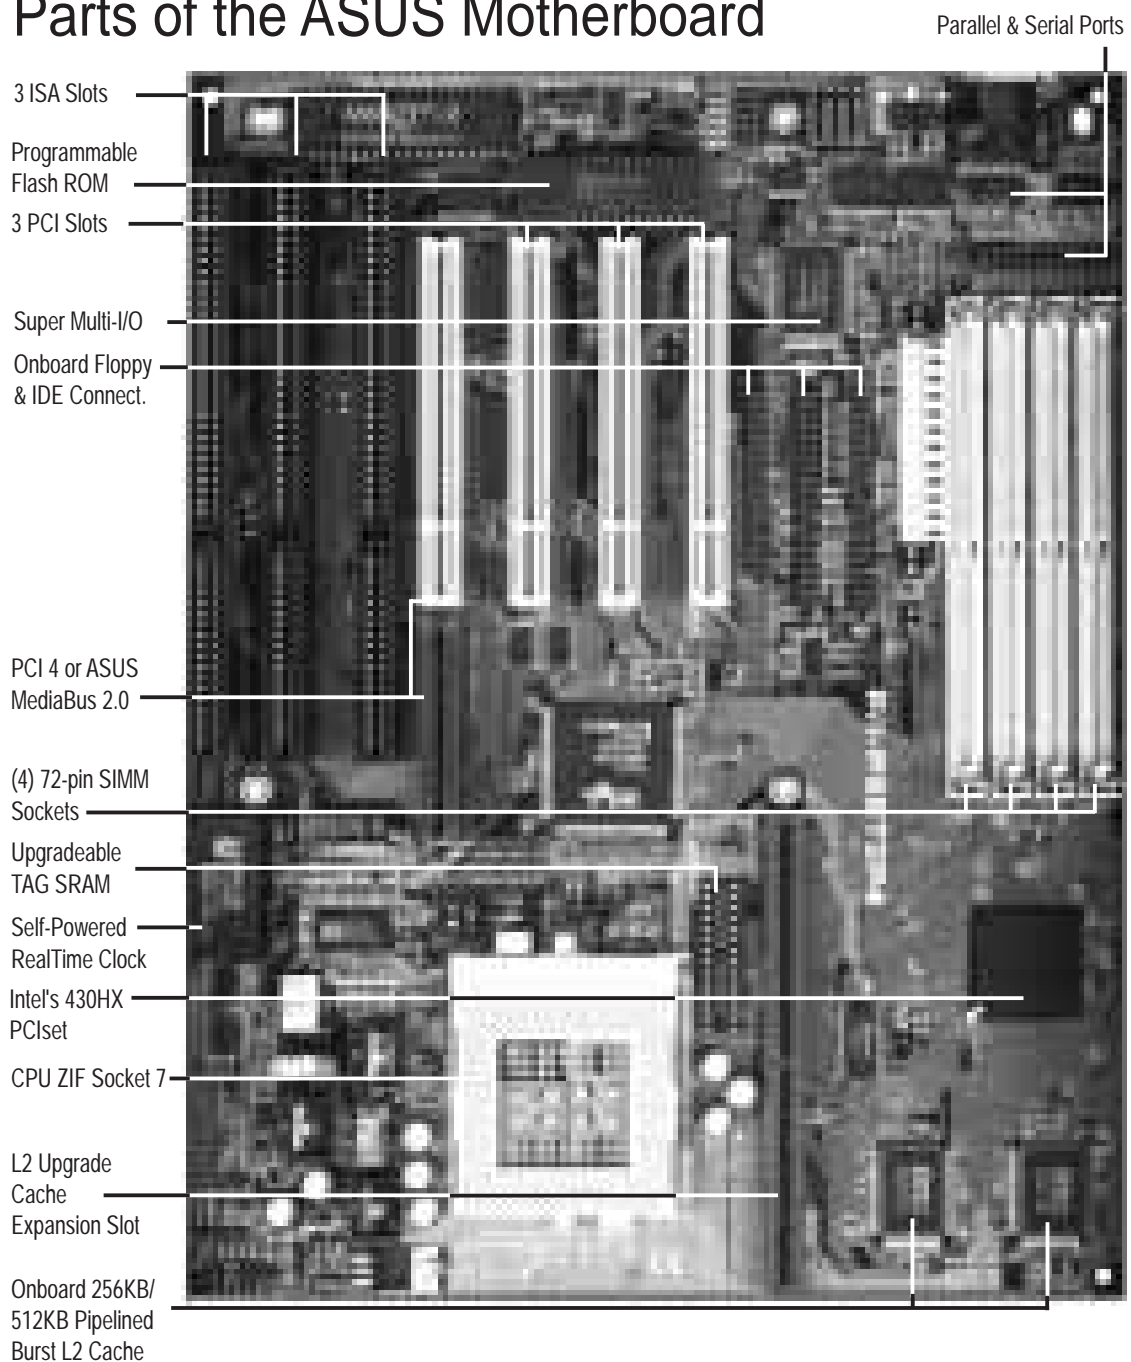 Parts of the ASUS Motherboard
Parallel & Serial Ports
3 ISA Slots
Programmable
Flash ROM
3 PCI Slots
Super Multi-I/O
Onboard Floppy
& IDE Connect.
PCI 4 or ASUS
MediaBus 2.0
(4) 72-pin SIMM
Sockets
Upgradeable
TAG SRAM
Self-Powered
RealTime Clock
Intel's 430HX
PCIset
CPU ZIF Socket 7
L2 Upgrade
Cache
Expansion Slot
Onboard 256KB/
512KB Pipelined
Burst L2 Cache